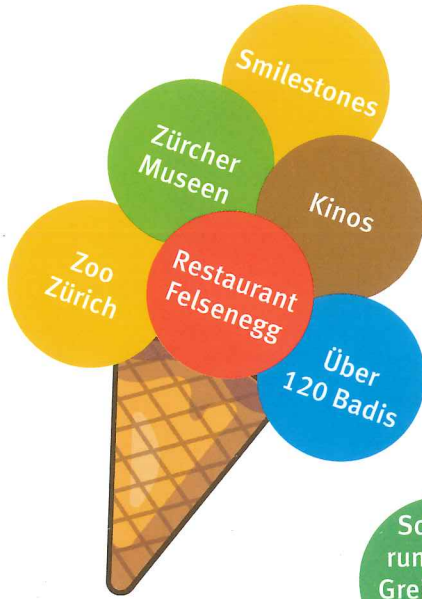 Smilestones
Zürcher
Museen
Kinos
Zoo
Zürich
Restaurant
Felsenegg
Über
120 Badis